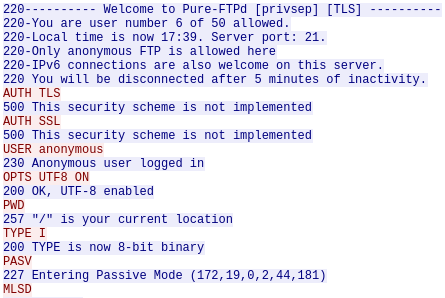 220---------- Welcome to Pure-FTPd [privsep] [TLS] ----------
220-You are user number 6 of 50 allowed.
220-Local time is now 17:39. Server port: 21.
220-Only anonymous FTP is allowed here
220-IPv6 connections are also welcome on this server.
220 You will be disconnected after 5 minutes of inactivity.
AUTH TLS
500 This security scheme is not implemented
AUTH SSL
500 This security scheme is not implemented
USER anonymous
230 Anonymous user logged in
OPTS UTF8 ON
200 OK, UTF-8 enabled
PWD
257 "/" is your current location
TYPE I
200 TYPE is now 8-bit binary
PASV
227 Entering Passive Mode (172,19,0,2,44,181)
MLSD